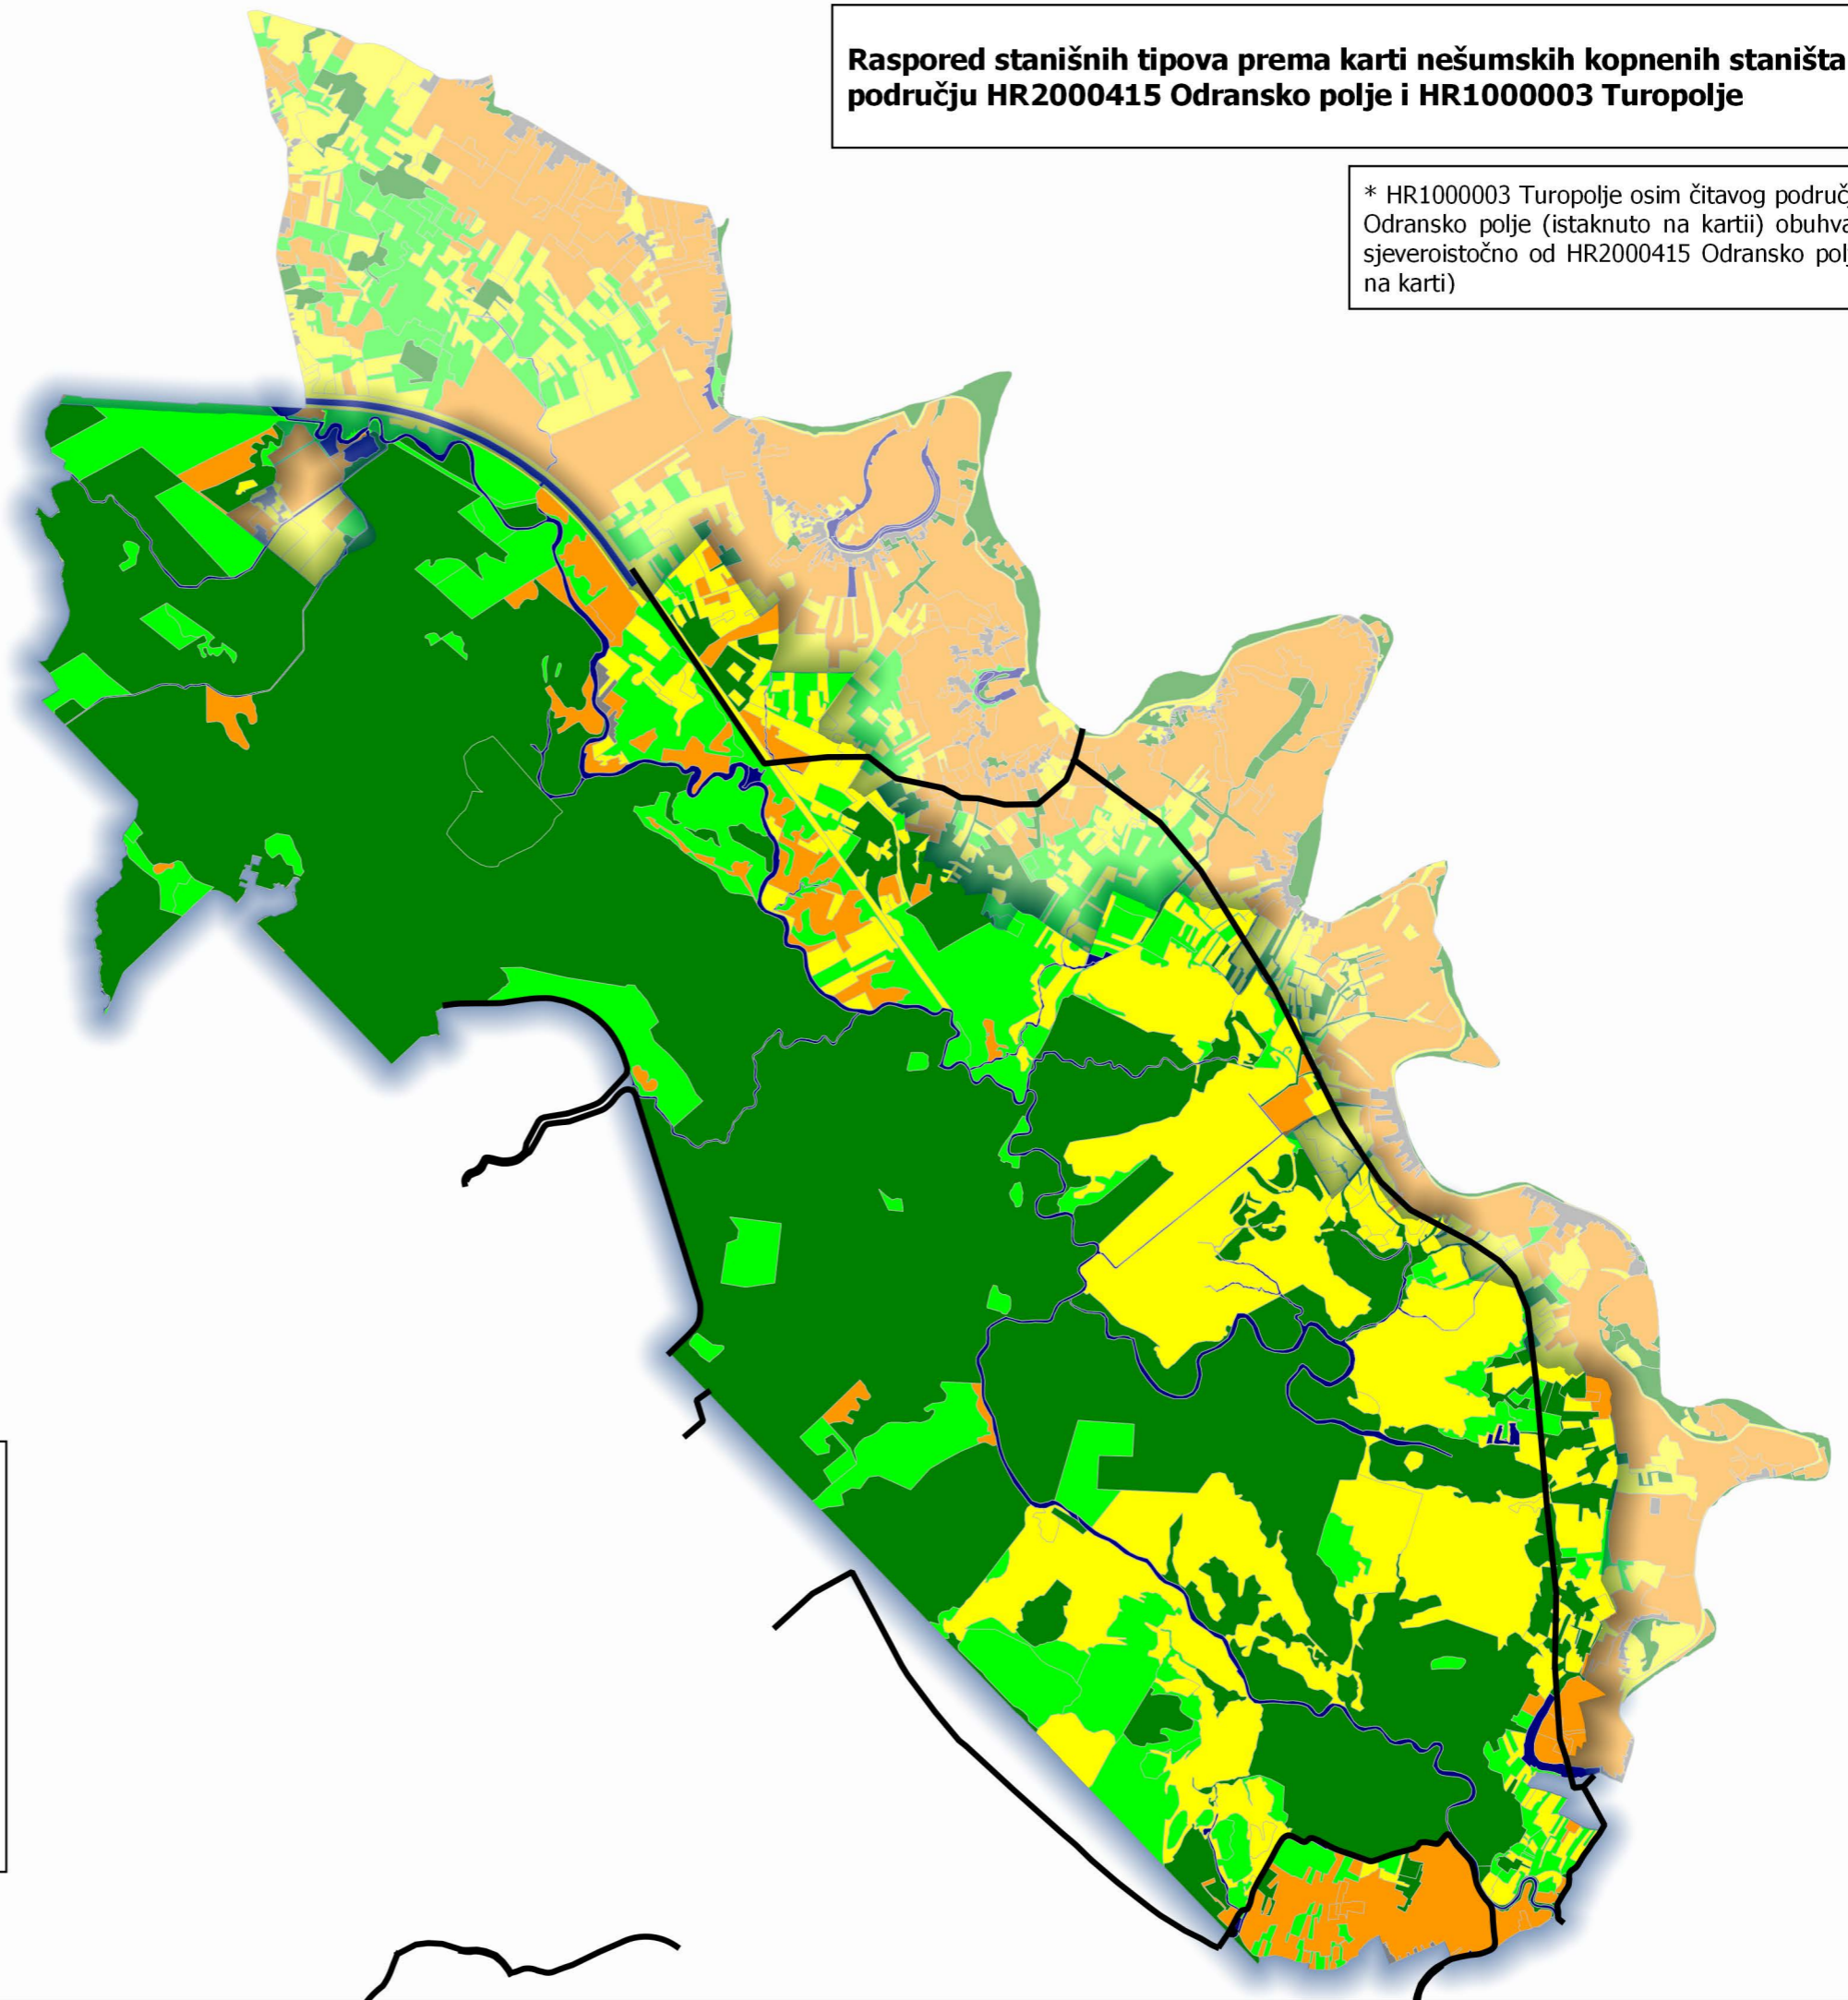 Raspored stanišnih tipova prema karti nešumskih kopnenih staništa
području HR2000415 Odransko polje i HR1000003 Turopolje
* HR1000003 Turopolje osim čitavog područ
Odransko polje (istaknuto na kartii) obuhva
sjeveroistočno od HR2000415 Odransko polj
na karti)